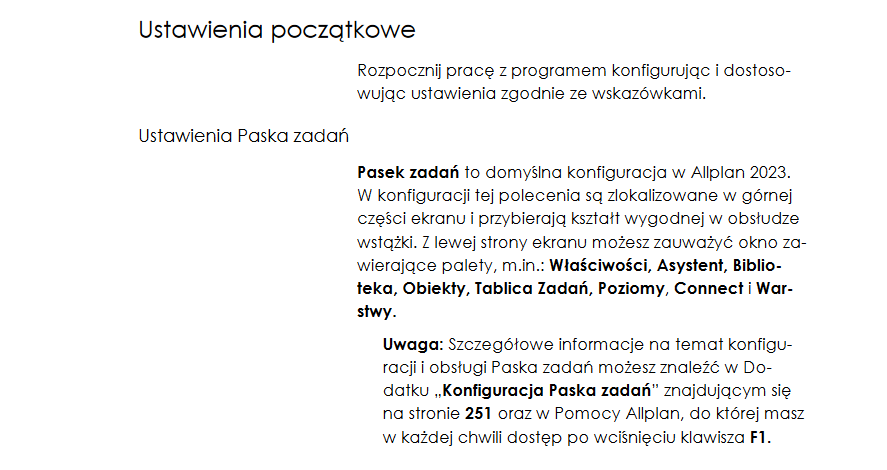 Ustawienia początkowe
Rozpocznij pracę z programem konfigurując i dostoso-
wując ustawienia zgodnie ze wskazówkami.
Ustawienia Paska zadań
Pasek zadań to domyślna konfiguracja w Allplan 2023.
W konfiguracji tej polecenia są zlokalizowane w górnej
części ekranu i przybierają kształt wygodnej w obsłudze
wstążki. Z lewej strony ekranu możesz zauważyć okno za-
wierające palety, m.in.: Właściwości, Asystent, Biblio-
teka, Obiekty, Tablica Zadań, Poziomy, Connect i War-
stwy.
Uwaga: Szczegółowe informacje na temat konfigu-
racji i obsługi Paska zadań możesz znaleźć w Do-
datku „Konfiguracja Paska zadań” znajdującym się
na stronie 251 oraz w Pomocy Allplan, do której masz
w każdej chwili dostęp po wciśnięciu klawisza F1.